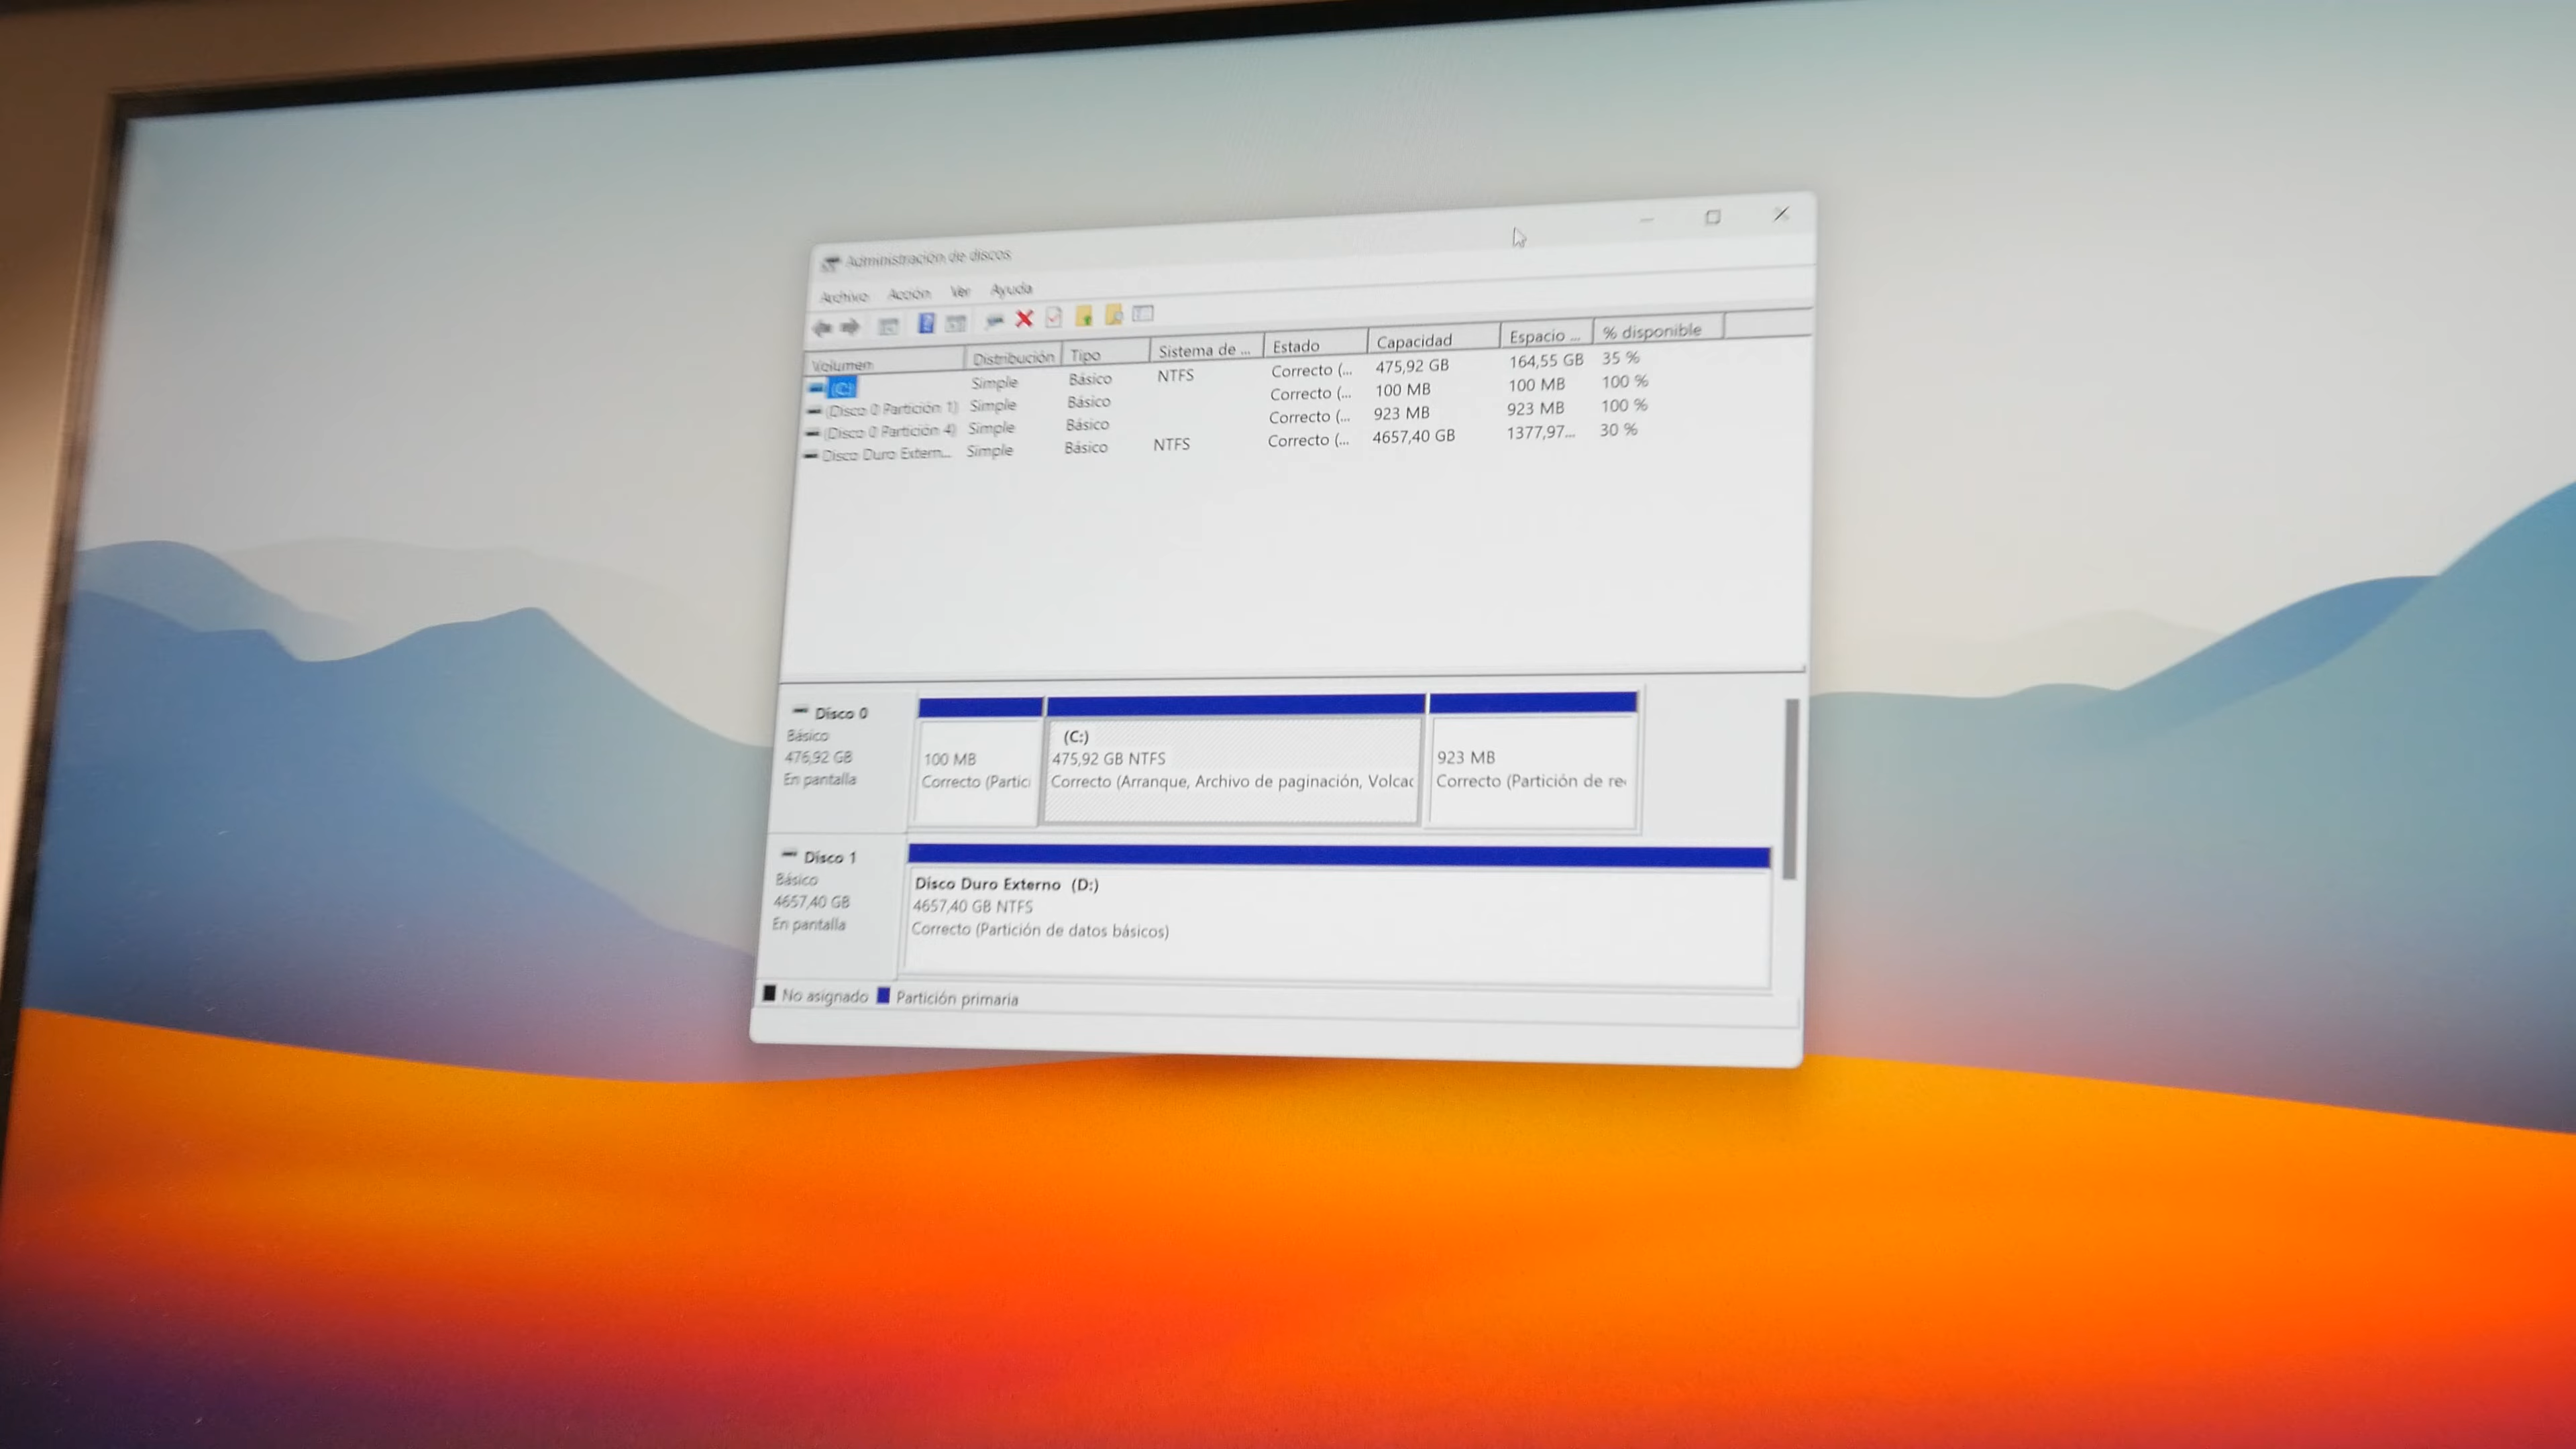 Administración de discos
Archivo Acción Ver Ayuda
Volumen Distribución Tipo Sistema de ... Estado Capacidad Espacio ... % disponible
(C:) Simple Básico NTFS Correcto (... 475,92 GB 164,55 GB 35 %
(Disco 0 Partición 1) Simple Básico Correcto (... 100 MB 100 MB 100 %
(Disco 0 Partición 4) Simple Básico Correcto (... 923 MB 923 MB 100 %
Disco Duro Extern... Simple Básico NTFS Correcto (... 4657,40 GB 1377,97... 30 %
Disco 0
Básico
476,92 GB
En pantalla
100 MB
Correcto (Partici
(C:)
475,92 GB NTFS
Correcto (Arranque, Archivo de paginación, Volcac
923 MB
Correcto (Partición de re
Disco 1
Básico
4657,40 GB
En pantalla
Disco Duro Externo (D:)
4657,40 GB NTFS
Correcto (Partición de datos básicos)
No asignado Partición primaria